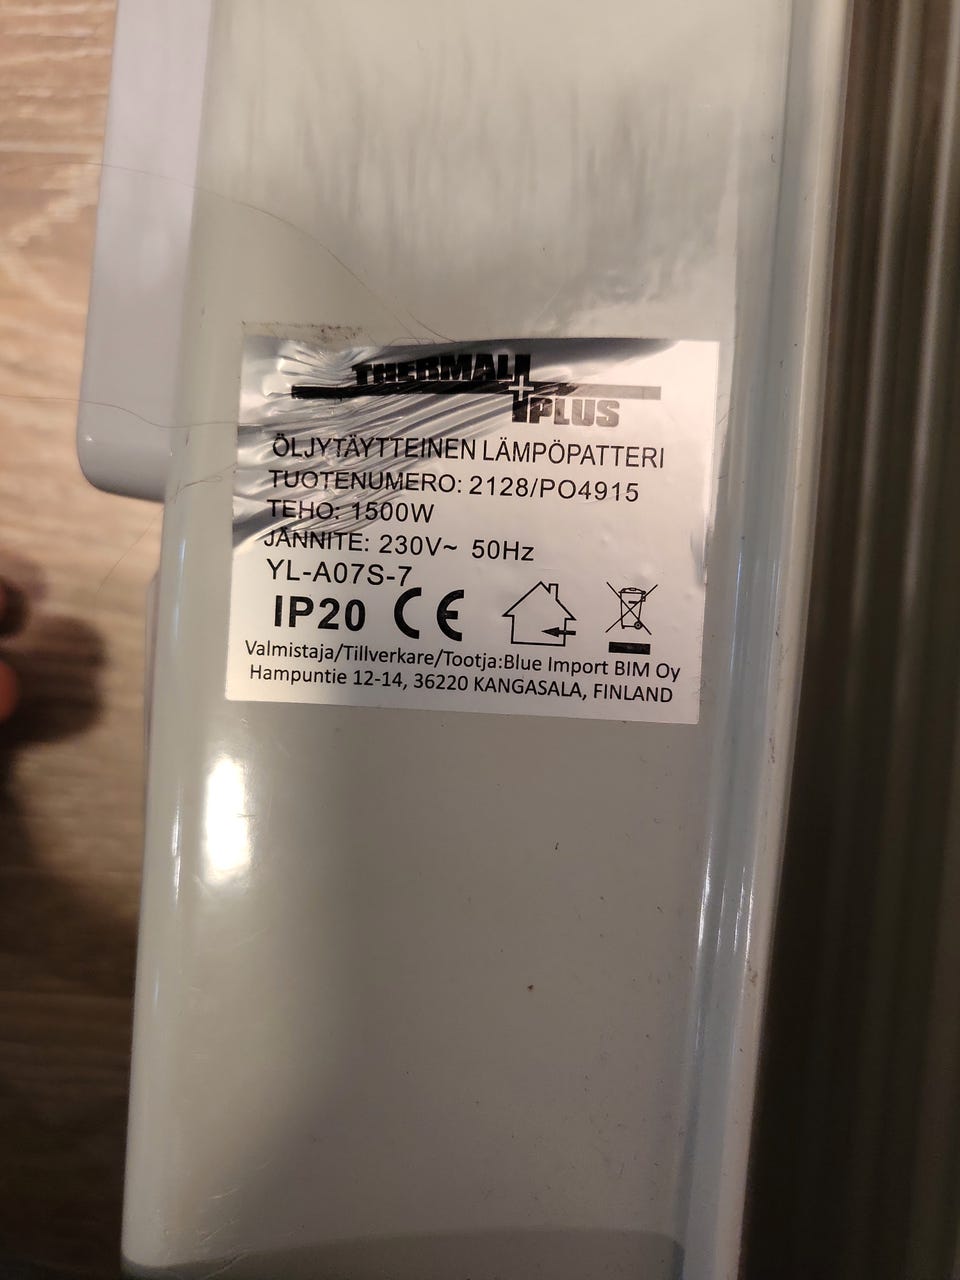 THERMAL
PLUS
ÖLJYTÄYTTEINEN LÄMPÖPATTERI
TUOTENUMERO: 2128/PO4915
TEHO: 1500W
JÄNNITE: 230V~ 50Hz
YL-A07S-7
IP20 CE
Valmistaja/Tillverkare/Tootja:Blue Import BIM Oy
Hampuntie 12-14, 36220 KANGASALA, FINLAND